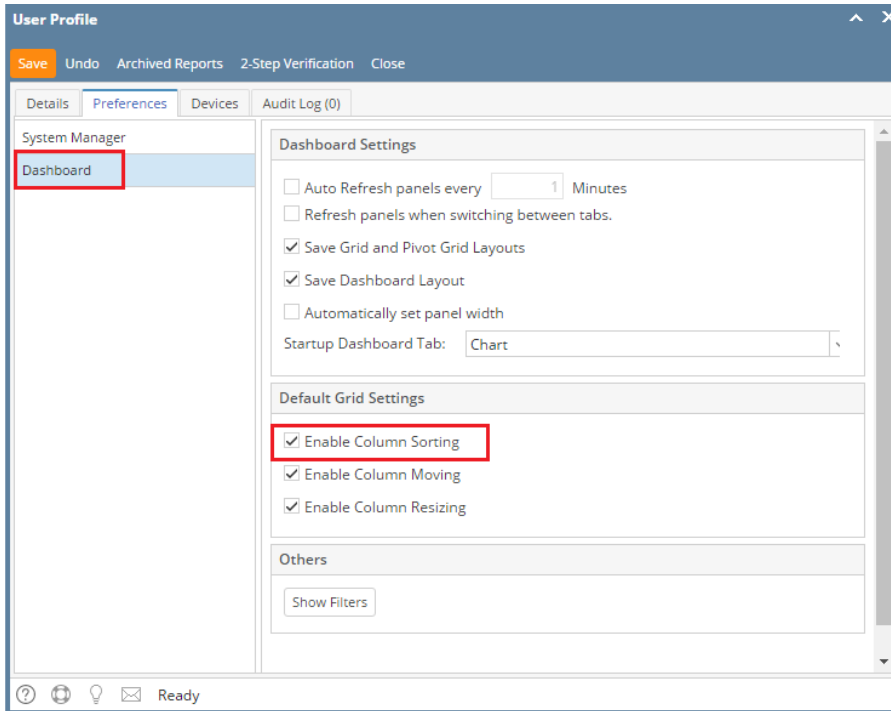 User Profile
Save Undo Archived Reports 2-Step Verification Close
Details Preferences Devices Audit Log (0)
System Manager
Dashboard
Dashboard Settings
Auto Refresh panels every 1 Minutes
Refresh panels when switching between tabs.
Save Grid and Pivot Grid Layouts
Save Dashboard Layout
Automatically set panel width
Startup Dashboard Tab: Chart
Default Grid Settings
Enable Column Sorting
Enable Column Moving
Enable Column Resizing
Others
Show Filters
Ready